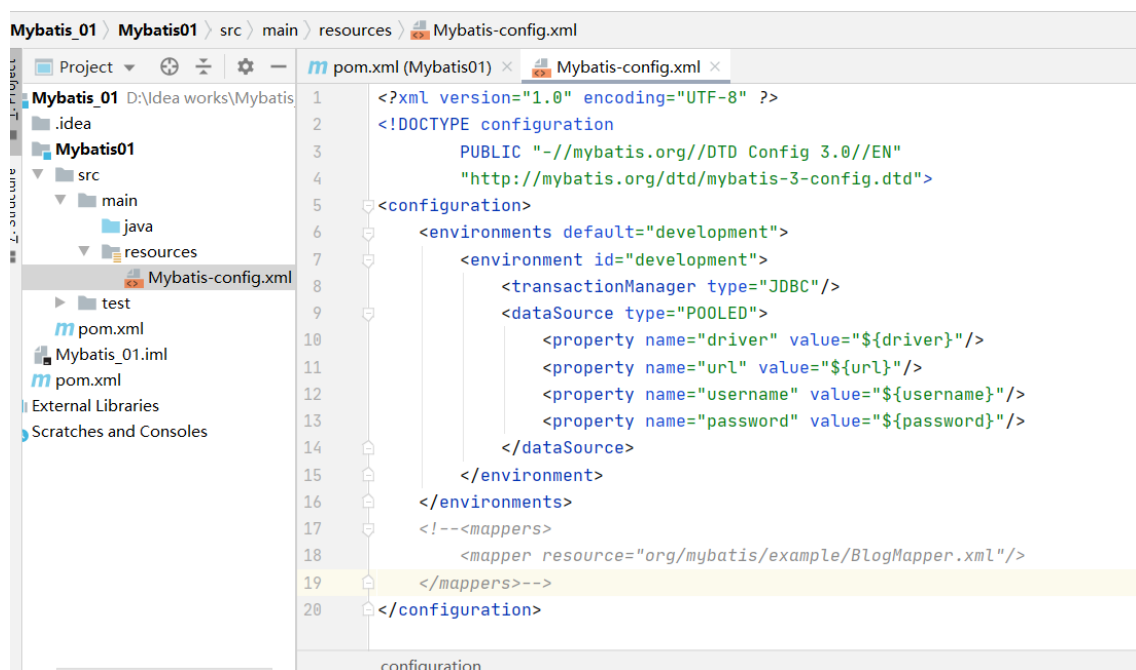 Mybatis_01 〉 Mybatis01 〉 src 〉 main 〉 resources 〉 Mybatis-config.xml
Project
pom.xml (Mybatis01) × Mybatis-config.xml ×
Mybatis_01 D:\Idea works\Mybatis
.idea
Mybatis01
src
main
java
resources
Mybatis-config.xml
test
pom.xml
Mybatis_01.iml
pom.xml
External Libraries
Scratches and Consoles
1 <?xml version="1.0" encoding="UTF-8" ?>
2 <!DOCTYPE configuration
3 PUBLIC "-//mybatis.org//DTD Config 3.0//EN"
4 "http://mybatis.org/dtd/mybatis-3-config.dtd">
5 <configuration>
6 <environments default="development">
7 <environment id="development">
8 <transactionManager type="JDBC"/>
9 <dataSource type="POOLED">
10 <property name="driver" value="${driver}"/>
11 <property name="url" value="${url}"/>
12 <property name="username" value="${username}"/>
13 <property name="password" value="${password}"/>
14 </dataSource>
15 </environment>
16 </environments>
17 <!--<mappers>
18 <mapper resource="org/mybatis/example/BlogMapper.xml"/>
19 </mappers>-->
20 </configuration>
configuration